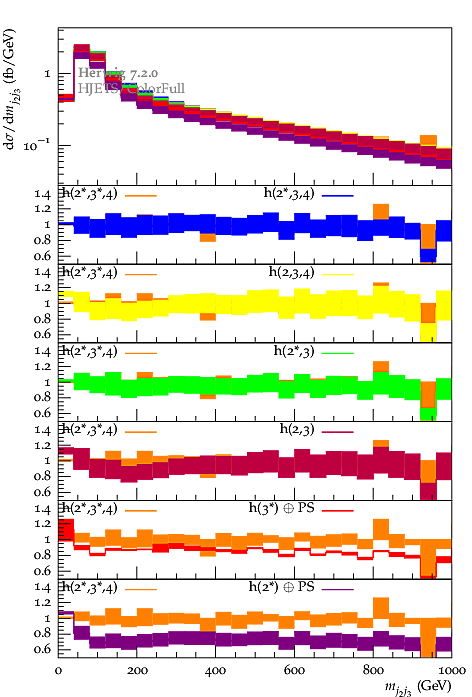 dσ/dm_{j2j3} (fb/GeV)
1
10^{-1}
Herwig 7.2.0
HJETS, ColorFull
h(2*,3*,4) h(2*,3,4)
1.4
1.2
1
0.8
0.6
h(2*,3*,4) h(2,3,4)
1.4
1.2
1
0.8
0.6
h(2*,3*,4) h(2*,3)
1.4
1.2
1
0.8
0.6
h(2*,3*,4) h(2,3)
1.4
1.2
1
0.8
0.6
h(2*,3*,4) h(3*) ⊕ PS
1.4
1.2
1
0.8
0.6
h(2*,3*,4) h(2*) ⊕ PS
1.4
1.2
1
0.8
0.6
0 200 400 600 800 1000
m_{j2j3} (GeV)